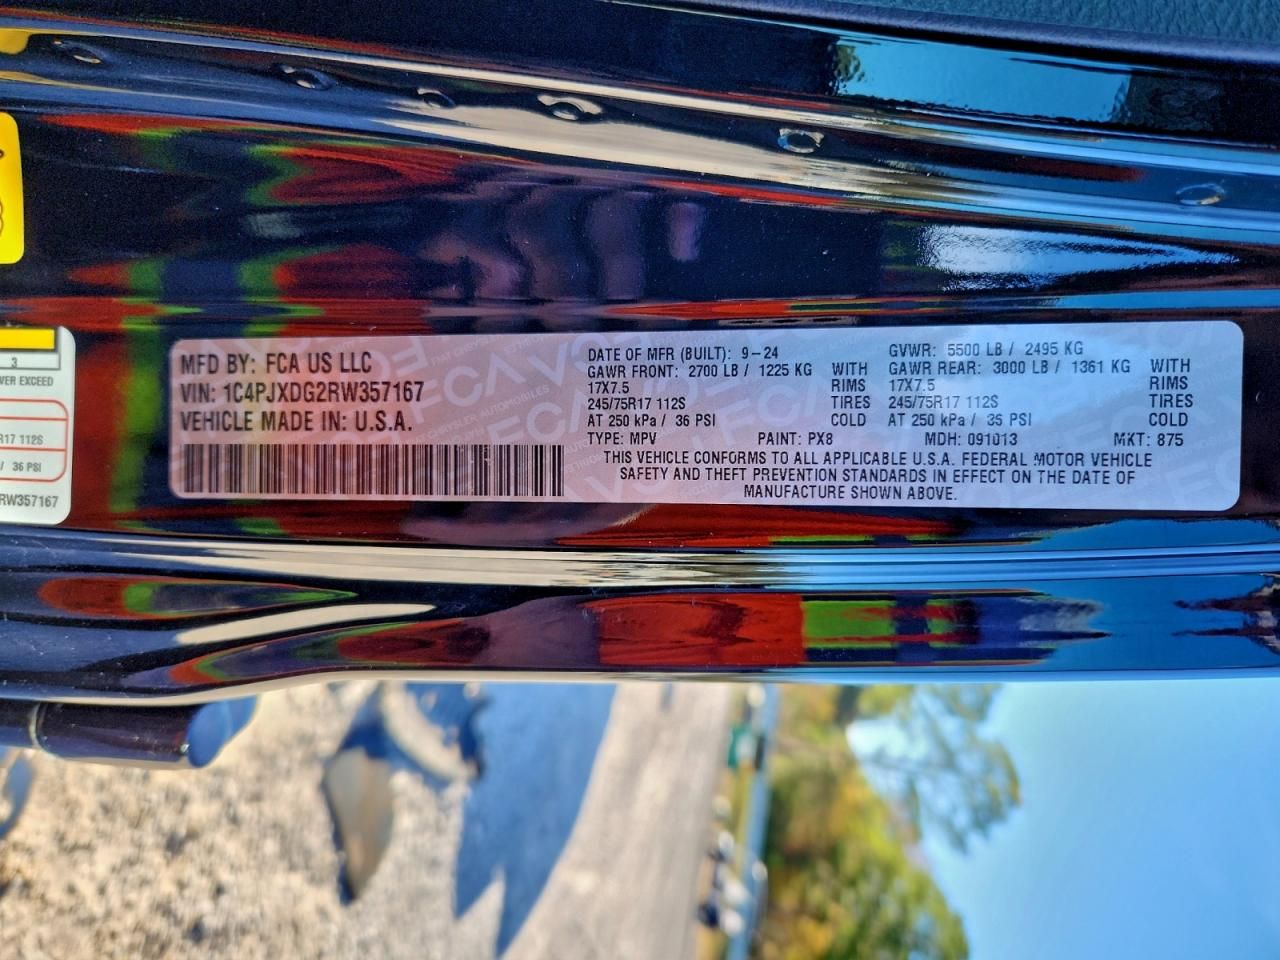 MFD BY: FCA US LLC
VIN: 1C4PJXDG2RW357167
VEHICLE MADE IN: U.S.A.
DATE OF MFR (BUILT): 9-24
GAWR FRONT: 2700 LB / 1225 KG WITH
17X7.5 RIMS
245/75R17 112S TIRES
AT 250 kPa / 36 PSI COLD
GVWR: 5500 LB / 2495 KG
GAWR REAR: 3000 LB / 1361 KG WITH
17X7.5 RIMS
245/75R17 112S TIRES
AT 250 kPa / 35 PSI COLD
TYPE: MPV PAINT: PX8 MDH: 091013 MKT: 875
THIS VEHICLE CONFORMS TO ALL APPLICABLE U.S.A. FEDERAL MOTOR VEHICLE
SAFETY AND THEFT PREVENTION STANDARDS IN EFFECT ON THE DATE OF
MANUFACTURE SHOWN ABOVE.
3
VER EXCEED
R17 112S
/ 36 PSI
RW357167